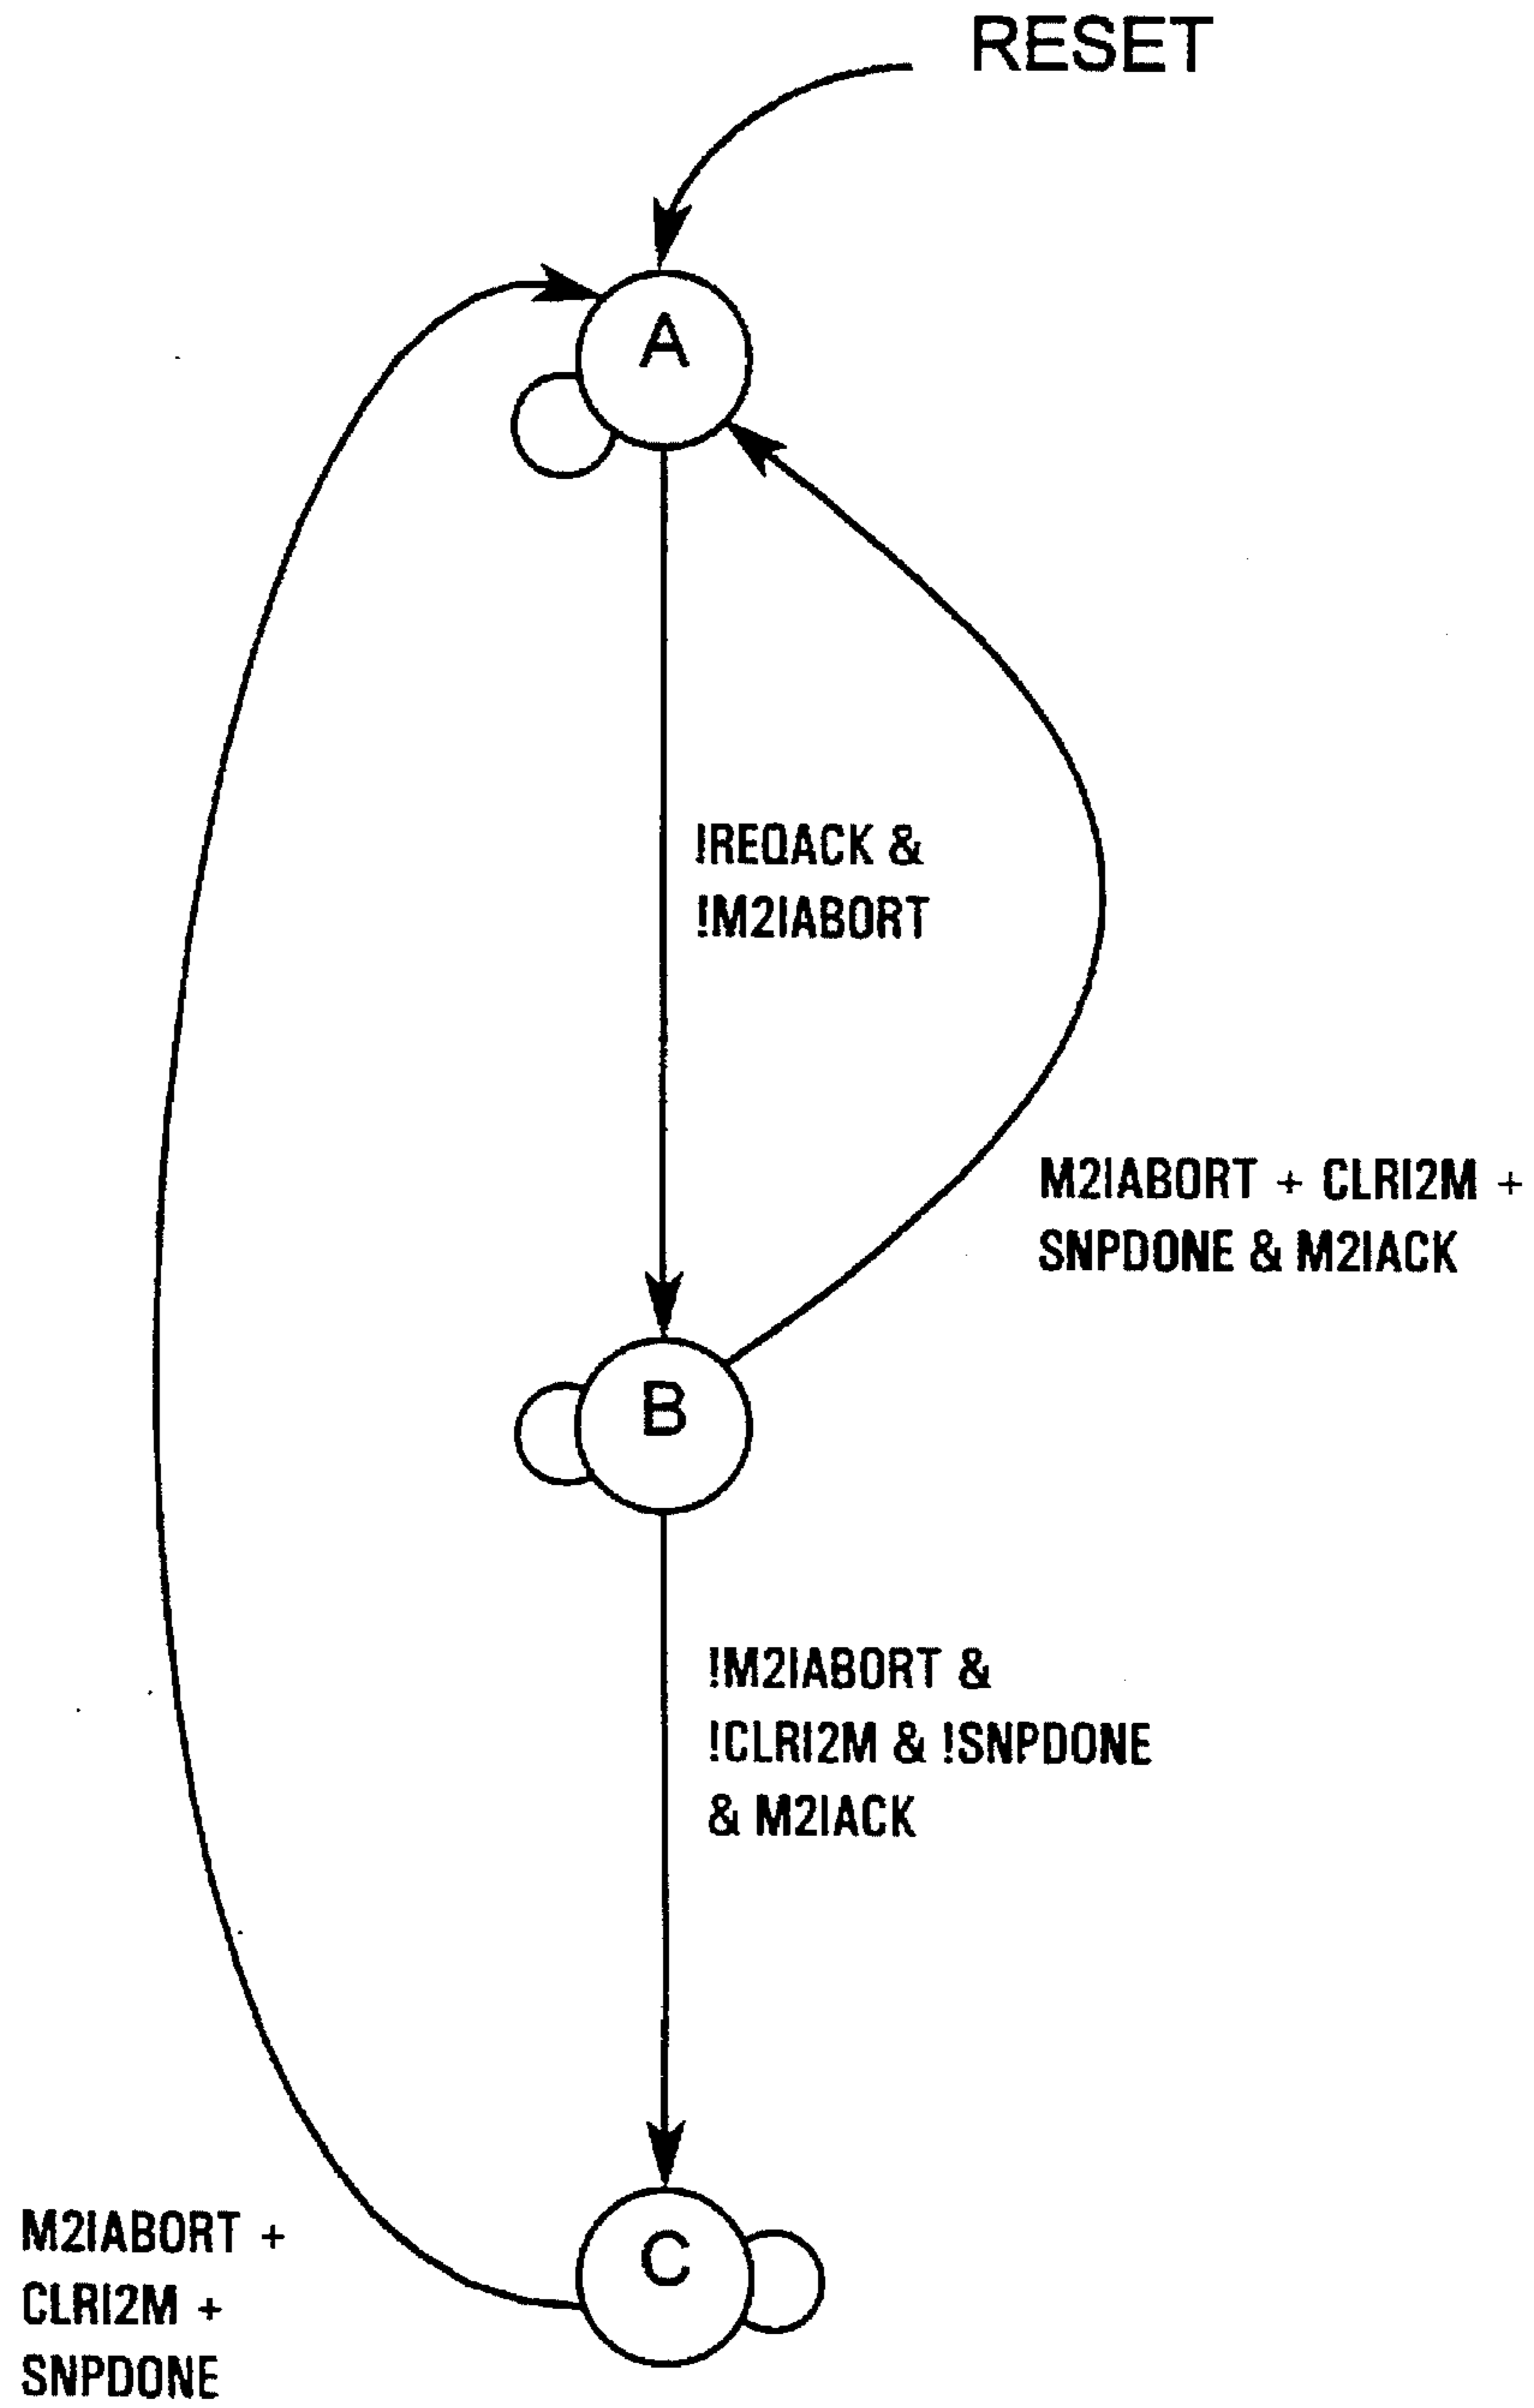 RESET
A
!REQACK &
!M2IABORT
M2IABORT + CLRI2M +
SNPDONE & M2IACK
B
!M2IABORT &
!CLRI2M & !SNPDONE
& M2IACK
C
M2IABORT +
CLRI2M +
SNPDONE